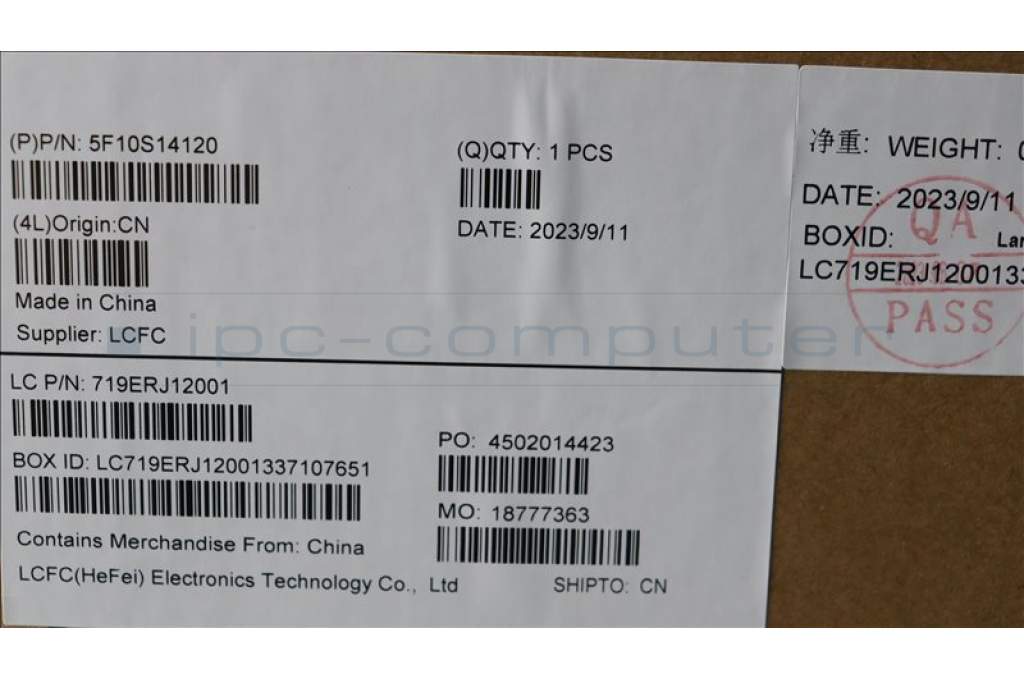 (P)P/N: 5F10S14120
(Q)QTY: 1 PCS
(4L)Origin:CN
DATE: 2023/9/11
Made in China
Supplier: LCFC
LC P/N: 719ERJ12001
PO: 4502014423
BOX ID: LC719ERJ12001337107651
MO: 18777363
Contains Merchandise From: China
LCFC(HeFei) Electronics Technology Co., Ltd
SHIPTO: CN
净重: WEIGHT:
DATE: 2023/9/11
BOXID:
LC719ERJ1200133
QA
PASS
ipc-computer